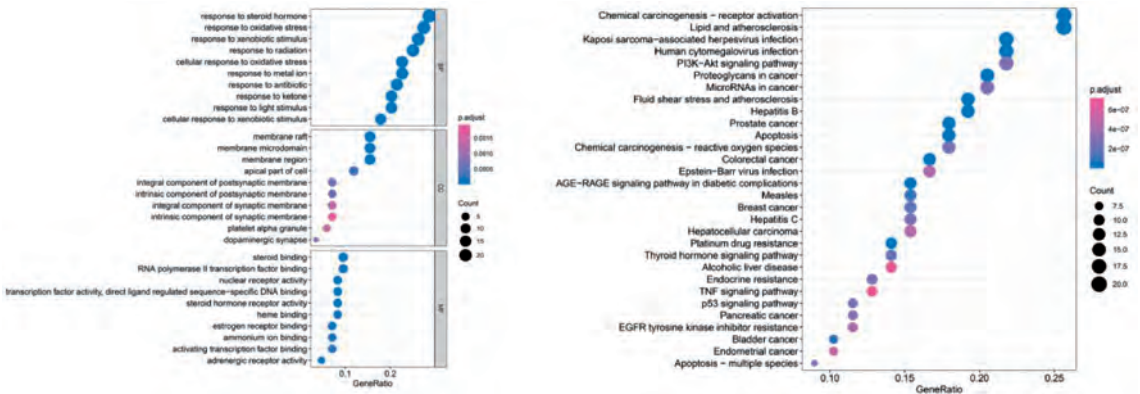 response to steroid hormone
response to oxidative stress
response to xenobiotic stimulus
response to radiation
cellular response to oxidative stress
response to metal ion
response to antibiotic
response to ketone
response to light stimulus
cellular response to xenobiotic stimulus
BP
membrane raft
membrane microdomain
membrane region
apical part of cell
integral component of postsynaptic membrane
intrinsic component of postsynaptic membrane
integral component of synaptic membrane
intrinsic component of synaptic membrane
platelet alpha granule
dopaminergic synapse
CC
steroid binding
RNA polymerase II transcription factor binding
nuclear receptor activity
transcription factor activity, direct ligand regulated sequence−specific DNA binding
steroid hormone receptor activity
heme binding
estrogen receptor binding
ammonium ion binding
activating transcription factor binding
adrenergic receptor activity
MF
0.1 0.2
GeneRatio
p.adjust
0.0015
0.0010
0.0005
Count
5
10
15
20
Chemical carcinogenesis − receptor activation
Lipid and atherosclerosis
Kaposi sarcoma−associated herpesvirus infection
Human cytomegalovirus infection
PI3K−Akt signaling pathway
Proteoglycans in cancer
MicroRNAs in cancer
Fluid shear stress and atherosclerosis
Hepatitis B
Prostate cancer
Apoptosis
Chemical carcinogenesis − reactive oxygen species
Colorectal cancer
Epstein−Barr virus infection
AGE−RAGE signaling pathway in diabetic complications
Measles
Breast cancer
Hepatitis C
Hepatocellular carcinoma
Platinum drug resistance
Thyroid hormone signaling pathway
Alcoholic liver disease
Endocrine resistance
TNF signaling pathway
p53 signaling pathway
Pancreatic cancer
EGFR tyrosine kinase inhibitor resistance
Bladder cancer
Endometrial cancer
Apoptosis − multiple species
0.10 0.15 0.20 0.25
GeneRatio
p.adjust
6e−07
4e−07
2e−07
Count
7.5
10.0
12.5
15.0
17.5
20.0